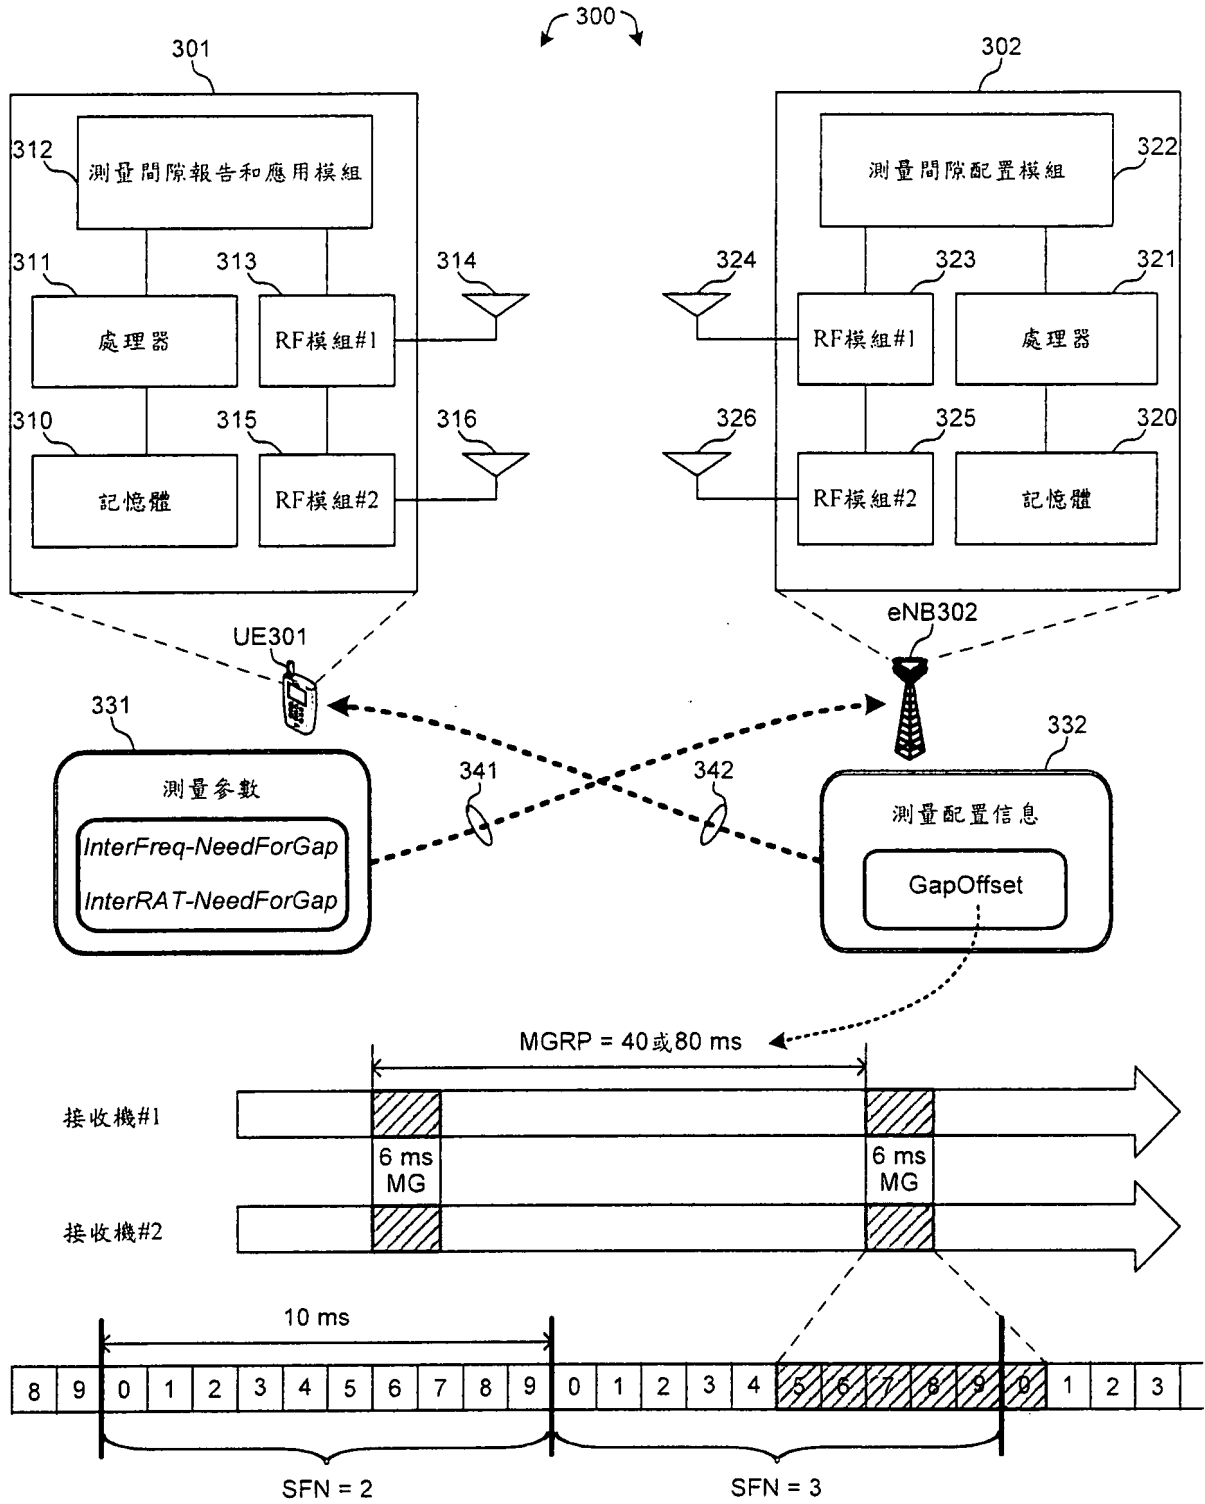 300
301
302
312
測量間隙報告和應用模組
測量間隙配置模組
322
311
313
314
324
323
321
處理器
RF模組#1
RF模組#1
處理器
310
315
316
326
325
320
記憶體
RF模組#2
RF模組#2
記憶體
UE301
eNB302
331
332
測量參數
341
342
測量配置信息
InterFreq-NeedForGap
InterRAT-NeedForGap
GapOffset
MGRP = 40或80 ms
接收機#1
6 ms
MG
6 ms
MG
接收機#2
10 ms
8 9 0 1 2 3 4 5 6 7 8 9 0 1 2 3 4 5 6 7 8 9 0 1 2 3
SFN = 2
SFN = 3